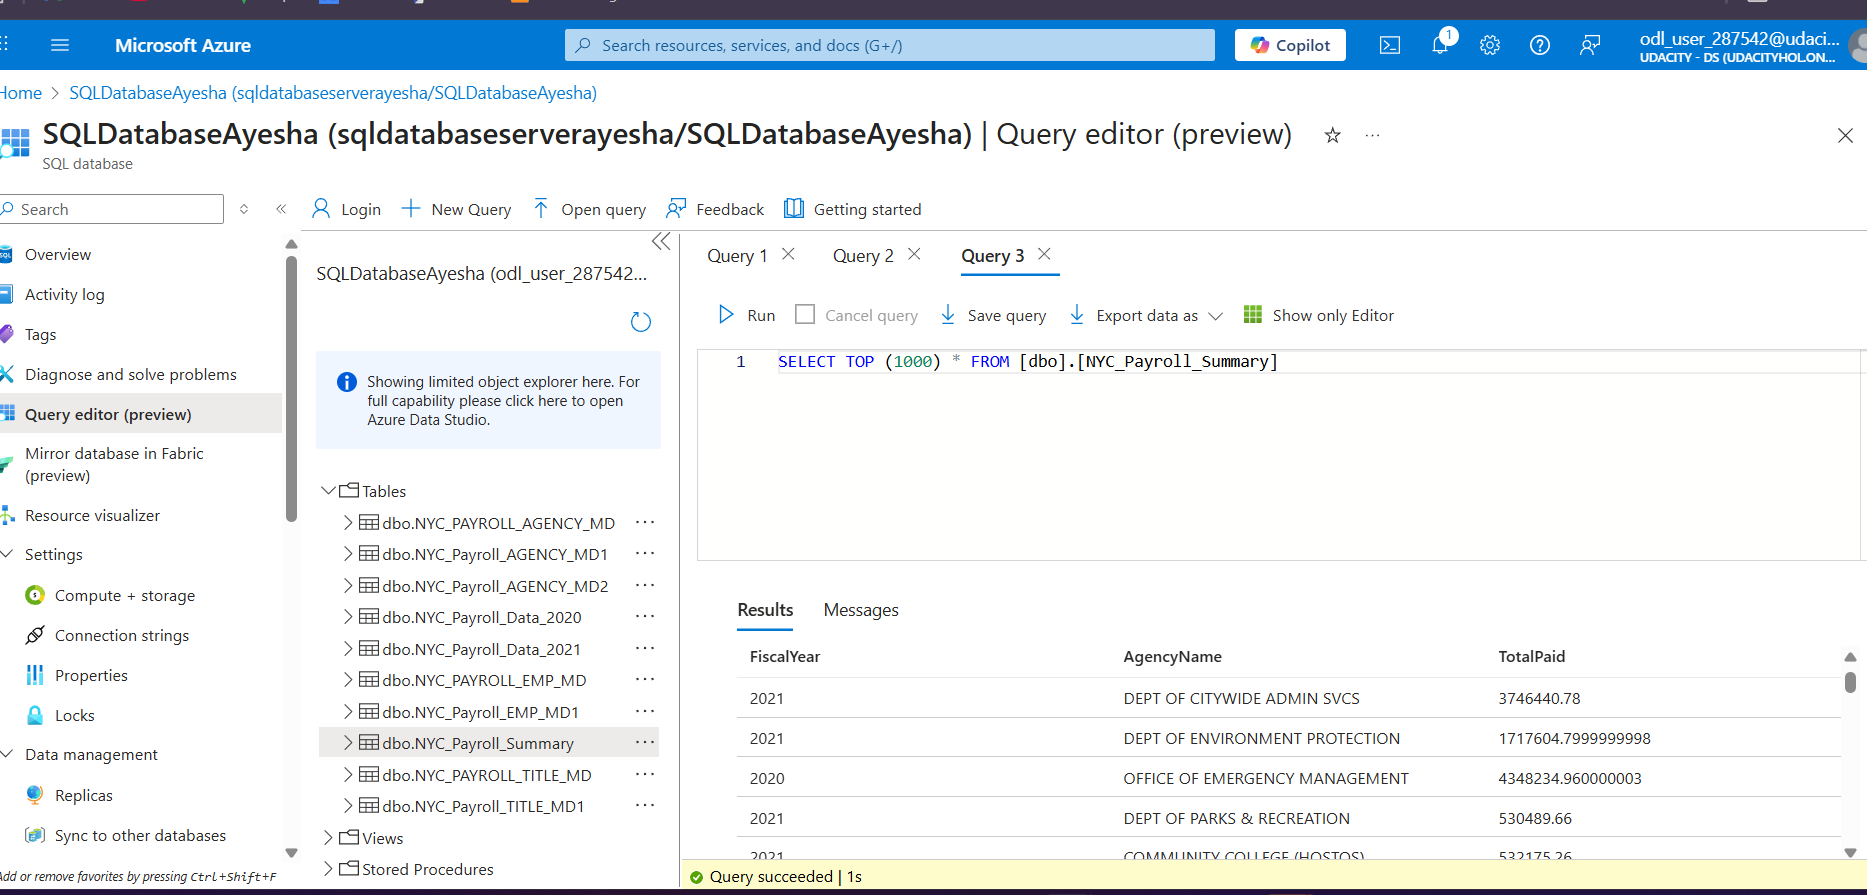 Microsoft Azure
Search resources, services, and docs (G+/)
Copilot
1
odl_user_287542@udaci...
UDACITY - DS (UDACITYHOL.ON...
Home > SQLDatabaseAyesha (sqldatabaseserverayesha/SQLDatabaseAyesha)
SQLDatabaseAyesha (sqldatabaseserverayesha/SQLDatabaseAyesha) | Query editor (preview)
SQL database
Search
Overview
Activity log
Tags
Diagnose and solve problems
Query editor (preview)
Mirror database in Fabric
(preview)
Resource visualizer
Settings
Compute + storage
Connection strings
Properties
Locks
Data management
Replicas
Sync to other databases
Add or remove favorites by pressing Ctrl+Shift+F
Login
New Query
Open query
Feedback
Getting started
SQLDatabaseAyesha (odl_user_287542...
Showing limited object explorer here. For
full capability please click here to open
Azure Data Studio.
Tables
dbo.NYC_PAYROLL_AGENCY_MD
dbo.NYC_Payroll_AGENCY_MD1
dbo.NYC_Payroll_AGENCY_MD2
dbo.NYC_Payroll_Data_2020
dbo.NYC_Payroll_Data_2021
dbo.NYC_PAYROLL_EMP_MD
dbo.NYC_Payroll_EMP_MD1
dbo.NYC_Payroll_Summary
dbo.NYC_PAYROLL_TITLE_MD
dbo.NYC_Payroll_TITLE_MD1
Views
Stored Procedures
Query 1
Query 2
Query 3
Run
Cancel query
Save query
Export data as
Show only Editor
1 SELECT TOP (1000) * FROM [dbo].[NYC_Payroll_Summary]
Results
Messages
FiscalYear AgencyName TotalPaid
2021 DEPT OF CITYWIDE ADMIN SVCS 3746440.78
2021 DEPT OF ENVIRONMENT PROTECTION 1717604.7999999998
2020 OFFICE OF EMERGENCY MANAGEMENT 4348234.960000003
2021 DEPT OF PARKS & RECREATION 530489.66
2021 COMMUNITY COLLEGE (HOSTOS) 532175.26
Query succeeded | 1s